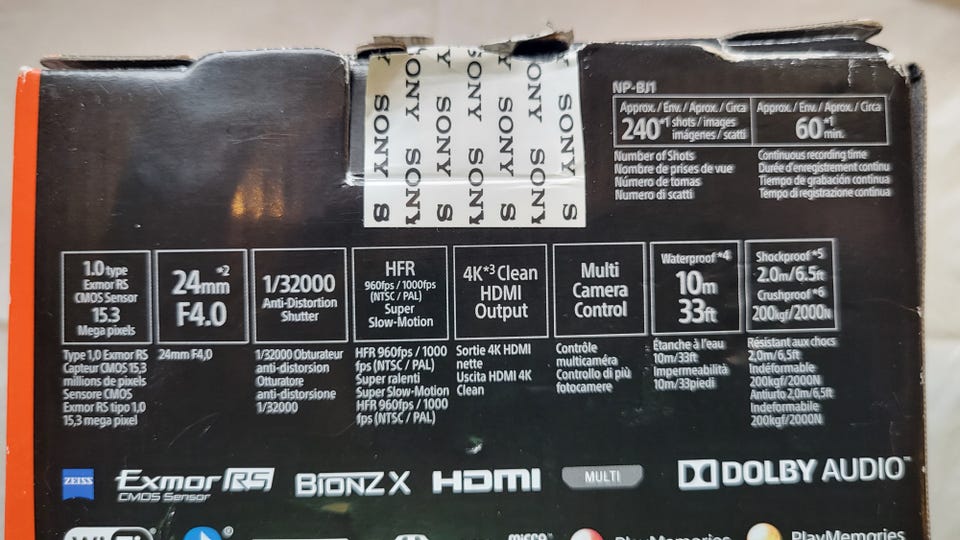 SONY SONY SONY SONY SONY SONY SONY
NP-BJ1
Approx. / Env. / Aprox. / Circa
240*1 shots / images
imágenes / scatti
Number of Shots
Nombre de prises de vue
Número de tomas
Numero di scatti
Approx. / Env. / Aprox. / Circa
60*1 min.
Continuous recording time
Durée d'enregistrement continu
Tiempo de grabación continua
Tempo di registrazione continua
1.0 type
Exmor RS
CMOS Sensor
15.3
Mega pixels
Type 1,0 Exmor RS
Capteur CMOS 15,3
millions de pixels
Sensore CMOS
Exmor RS tipo 1,0
15,3 mega pixel
24mm*2
F4.0
24mm F4,0
1/32000
Anti-Distortion
Shutter
1/32000 Obturateur
anti-distorsion
Otturatore
anti-distorsione
1/32000
HFR
960fps / 1000fps
(NTSC / PAL)
Super
Slow-Motion
HFR 960fps / 1000
fps (NTSC / PAL)
Super ralenti
Super Slow-Motion
HFR 960fps / 1000
fps (NTSC / PAL)
4K*3 Clean
HDMI
Output
Sortie 4K HDMI
nette
Uscita HDMI 4K
Clean
Multi
Camera
Control
Contrôle
multicaméra
Controllo di più
fotocamere
Waterproof *4
10m
33ft
Étanche à l'eau
10m/33ft
Impermeabilità
10m/33piedi
Shockproof *5
2.0m/6.5ft
Crushproof *6
200kgf/2000N
Résistant aux chocs
2,0m/6,5ft
Indéformable
200kgf/2000N
Antiurto 2,0m/6,5ft
Indeformabile
200kgf/2000N
ZEISS
Exmor RS
CMOS Sensor
BIONZ X
HDMI
MULTI
DOLBY AUDIO™
Wi Fi
®
micro
PlayMemories
PlayMemories